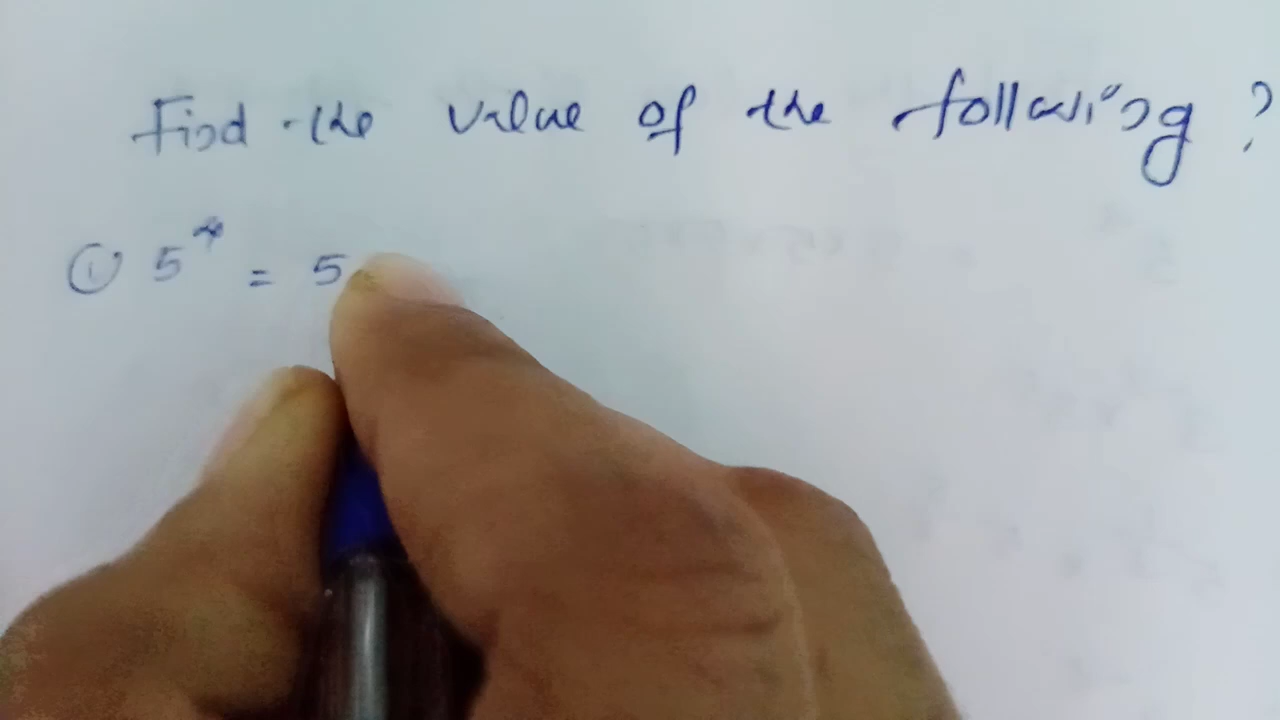 Find the value of the following ?
① 5⁴ = 5